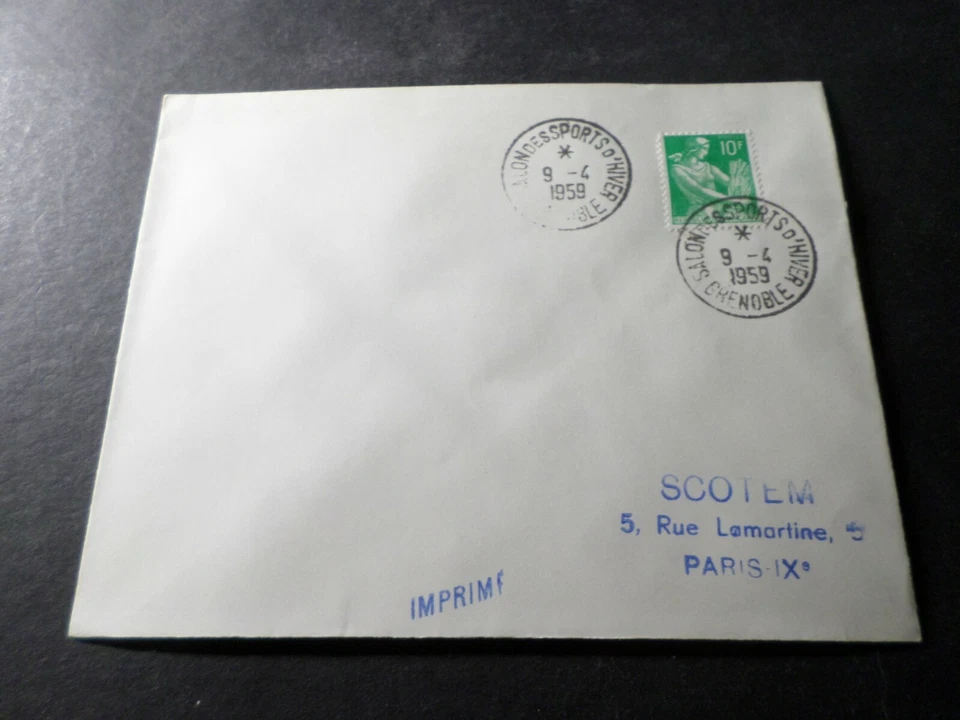 SALON DES SPORTS D'HIVER
*
9 -4
1959
10F
SALON DES SPORTS D'HIVER
*
9 -4
1959
GRENOBLE
SCOTEM
5, Rue Lamartine, 5
PARIS-IXe
IMPRIME